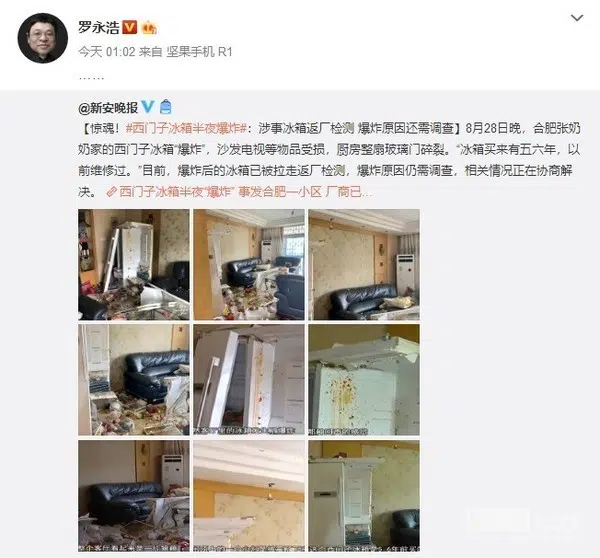 罗永浩
今天 01:02 来自 坚果手机 R1
……
@新安晚报
【惊魂！#西门子冰箱半夜爆炸#：涉事冰箱返厂检测 爆炸原因还需调查】8月28日晚，合肥张奶
奶家的西门子冰箱“爆炸”，沙发电视等物品受损，厨房整扇玻璃门碎裂。“冰箱买来有五六年，以
前维修过。”目前，爆炸后的冰箱已被拉走返厂检测，爆炸原因仍需调查，相关情况正在协商解
决。 西门子冰箱半夜“爆炸” 事发合肥一小区 厂商已...